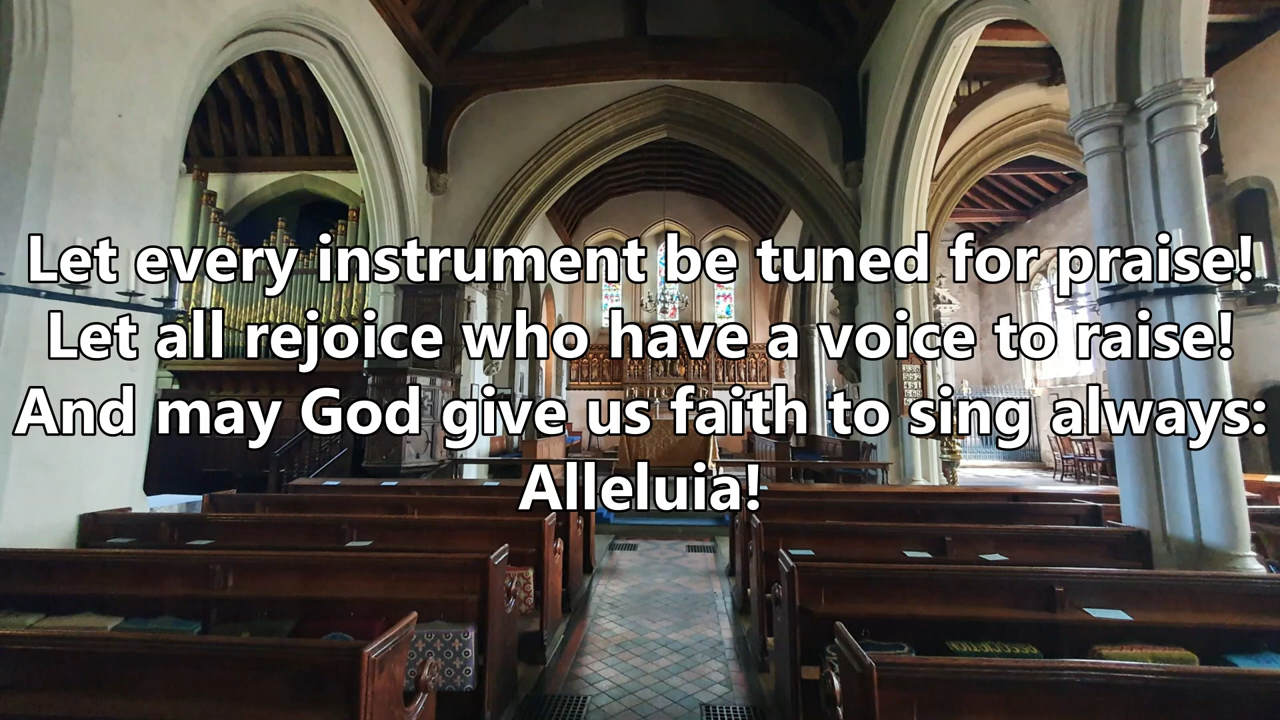 Let every instrument be tuned for praise!
Let all rejoice who have a voice to raise!
And may God give us faith to sing always:
Alleluia!